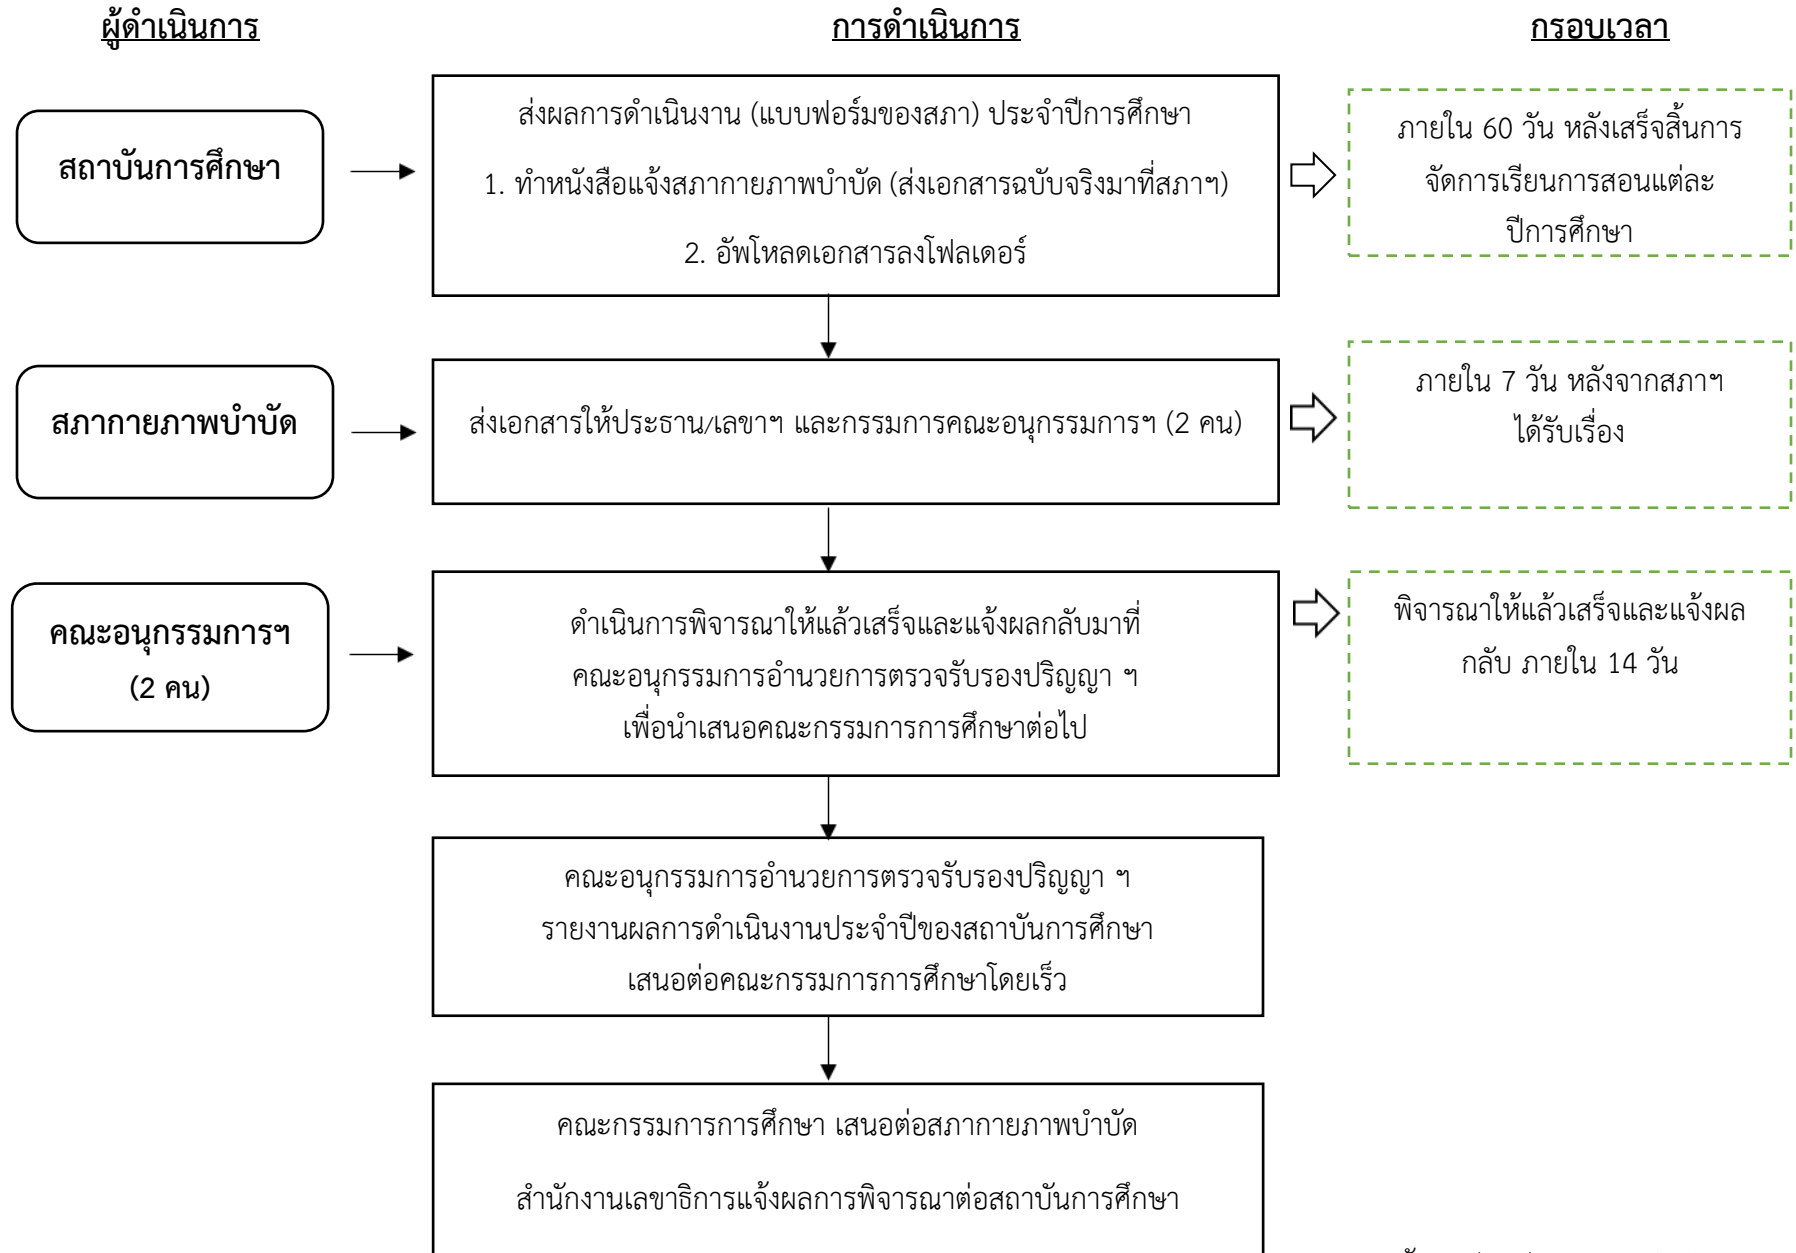 ผู้ดำเนินการ
การดำเนินการ
กรอบเวลา
สถาบันการศึกษา
ส่งผลการดำเนินงาน (แบบฟอร์มของสภา) ประจำปีการศึกษา
1. ทำหนังสือแจ้งสภากายภาพบำบัด (ส่งเอกสารฉบับจริงมาที่สภาฯ)
2. อัพโหลดเอกสารลงโฟลเดอร์
ภายใน 60 วัน หลังเสร็จสิ้นการ
จัดการเรียนการสอนแต่ละ
ปีการศึกษา
สภากายภาพบำบัด
ส่งเอกสารให้ประธาน/เลขาฯ และกรรมการคณะอนุกรรมการฯ (2 คน)
ภายใน 7 วัน หลังจากสภาฯ
ได้รับเรื่อง
คณะอนุกรรมการฯ
(2 คน)
ดำเนินการพิจารณาให้แล้วเสร็จและแจ้งผลกลับมาที่
คณะอนุกรรมการอำนวยการตรวจรับรองปริญญา ฯ
เพื่อนำเสนอคณะกรรมการการศึกษาต่อไป
พิจารณาให้แล้วเสร็จและแจ้งผล
กลับ ภายใน 14 วัน
คณะอนุกรรมการอำนวยการตรวจรับรองปริญญา ฯ
รายงานผลการดำเนินงานประจำปีของสถาบันการศึกษา
เสนอต่อคณะกรรมการการศึกษาโดยเร็ว
คณะกรรมการการศึกษา เสนอต่อสภากายภาพบำบัด
สำนักงานเลขาธิการแจ้งผลการพิจารณาต่อสถาบันการศึกษา